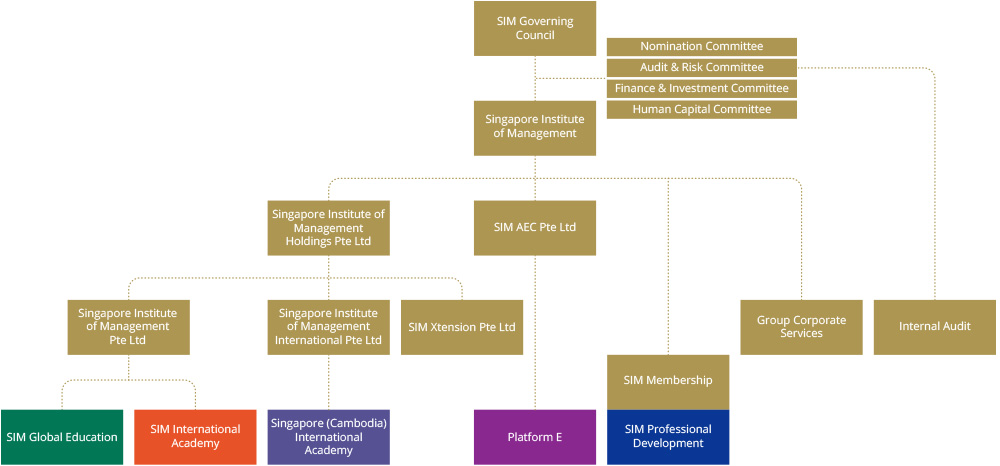 SIM Governing
Council
Nomination Committee
Audit & Risk Committee
Finance & Investment Committee
Human Capital Committee
Singapore Institute
of Management
Singapore Institute of
Management
Holdings Pte Ltd
SIM AEC Pte Ltd
Singapore Institute
of Management
Pte Ltd
Singapore Institute
of Management
International Pte Ltd
SIM Xtension Pte Ltd
Group Corporate
Services
Internal Audit
SIM Membership
SIM Global Education
SIM International
Academy
Singapore (Cambodia)
International
Academy
Platform E
SIM Professional
Development